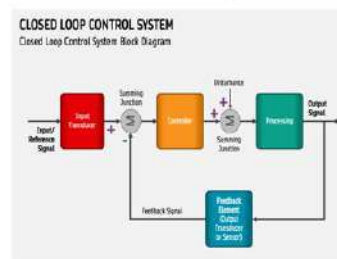 CLOSED LOOP CONTROL SYSTEM
Closed Loop Control System Block Diagram
Input
Transducer
Summing
Junction
Controller
Disturbance
Summing
Junction
Processing
Output
Signal
Input/
Reference
Signal
+
-
+
+
Σ
Σ
Feedback Signal
Feedback
Element
(Output
Transducer
or Sensor)